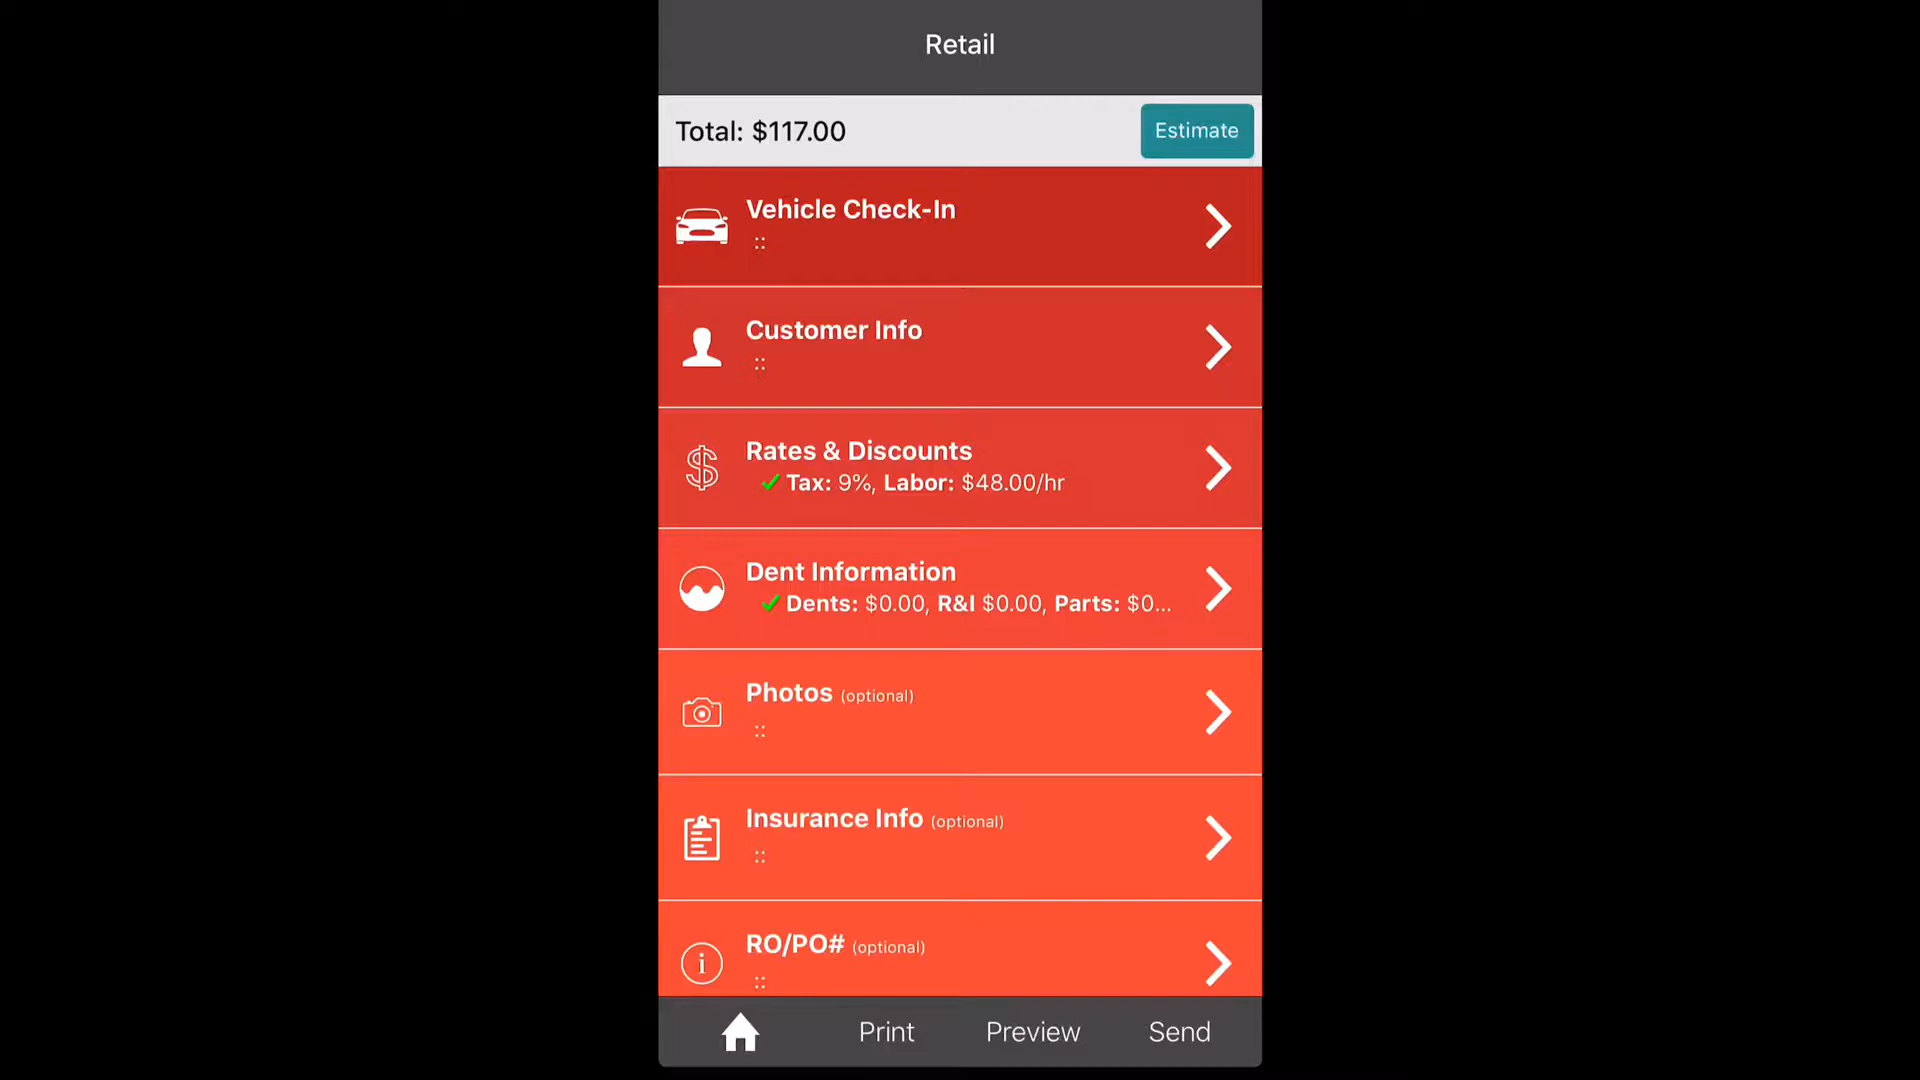 Retail
Total: $117.00
Estimate
Vehicle Check-In
::
Customer Info
::
Rates & Discounts
✓ Tax: 9%, Labor: $48.00/hr
Dent Information
✓ Dents: $0.00, R&I $0.00, Parts: $0...
Photos (optional)
::
Insurance Info (optional)
::
RO/PO# (optional)
::
Print Preview Send